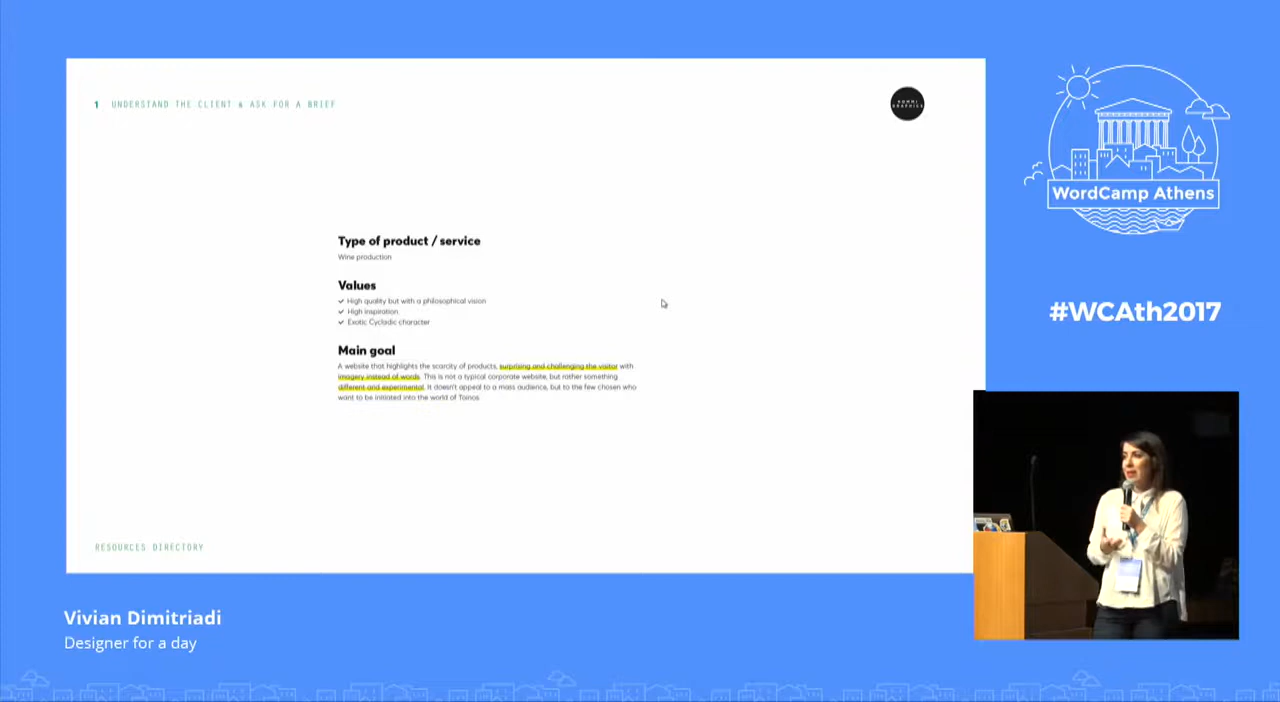 1 UNDERSTAND THE CLIENT & ASK FOR A BRIEF
Type of product / service
Wine production
Values
✓ High quality but with a philosophical vision
✓ High inspiration
✓ Exotic Cycladic character
Main goal
A website that highlights the scarcity of products, surprising and challenging the visitor with
imagery instead of words. This is not a typical corporate website, but rather something
different and experimental. It doesn't appeal to a mass audience, but to the few chosen who
want to be initiated into the world of Toinos
RESOURCES DIRECTORY
WordCamp Athens
#WCAth2017
Vivian Dimitriadi
Designer for a day